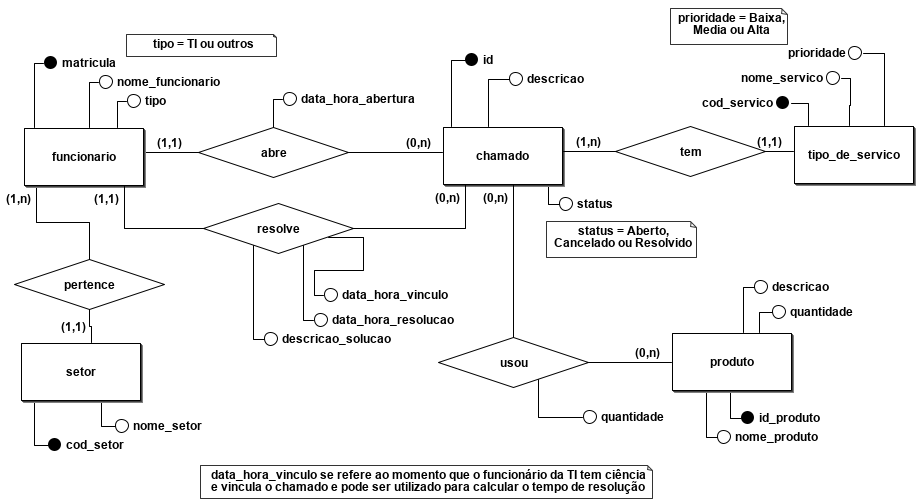 prioridade = Baixa,
Media ou Alta
tipo = TI ou outros
prioridade
id
matricula
nome_servico
descricao
nome_funcionario
data_hora_abertura
tipo
cod_servico
(1,1)
(0,n)
(1,n)
(1,1)
funcionario
abre
chamado
tem
tipo_de_servico
(1,n)
(1,1)
(0,n)
(0,n)
status
resolve
status = Aberto,
Cancelado ou Resolvido
pertence
data_hora_vinculo
descricao
quantidade
data_hora_resolucao
(1,1)
descricao_solucao
(0,n)
setor
usou
produto
quantidade
id_produto
nome_setor
nome_produto
cod_setor
data_hora_vinculo se refere ao momento que o funcionário da TI tem ciência
e vincula o chamado e pode ser utilizado para calcular o tempo de resolução